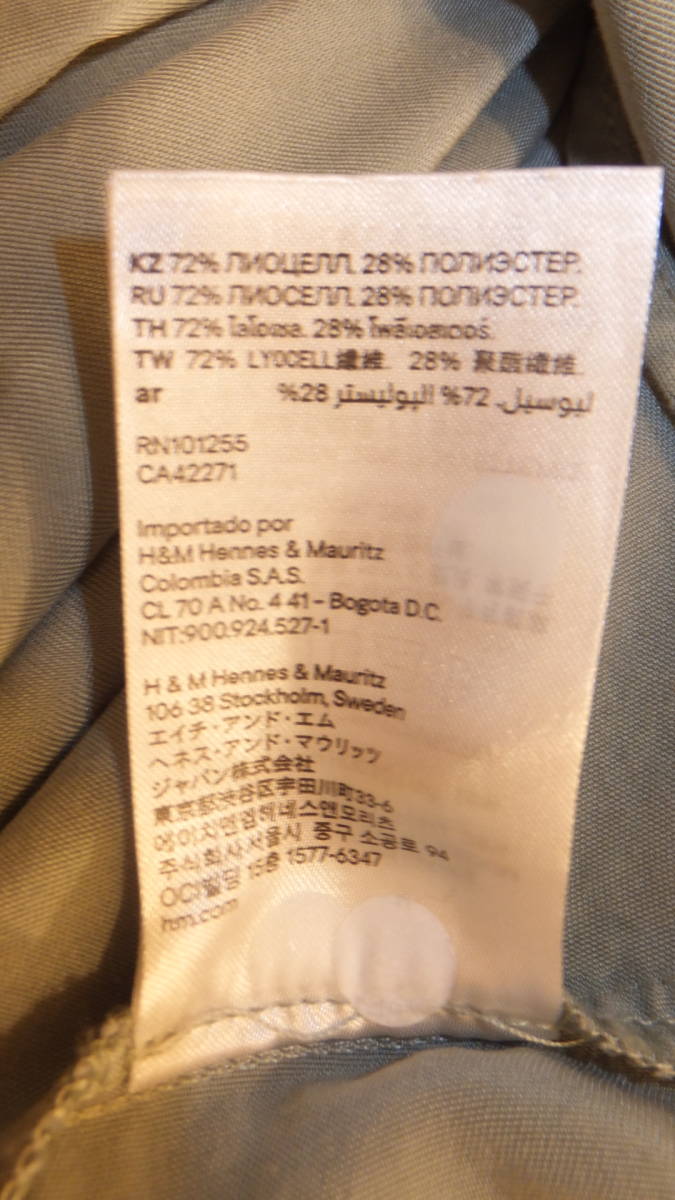 KZ 72% ЛИОЦЕЛЛ. 28% ПОЛИЭСТЕР.
RU 72% ЛИОСЕЛЛ. 28% ПОЛИЭСТЕР.
TH 72% ไลโอเซล. 28% โพลีเอสเตอร์.
TW 72% LYOCELL纖維. 28% 聚酯纖維.
ar ليوسيل. 72% البوليستر 28%
RN101255
CA42271
Importado por
H&M Hennes & Mauritz
Colombia S.A.S.
CL 70 A No. 4 41 – Bogota D.C.
NIT:900.924.527-1
H & M Hennes & Mauritz
106 38 Stockholm, Sweden
エイチ・アンド・エム
ヘネス・アンド・マウリッツ
ジャパン株式会社
東京都渋谷区宇田川町33-6
에이치앤엠헤네스앤모리츠
주식회사서울시 중구 소공로 94
OCI빌딩 15층 1577-6347
hm.com